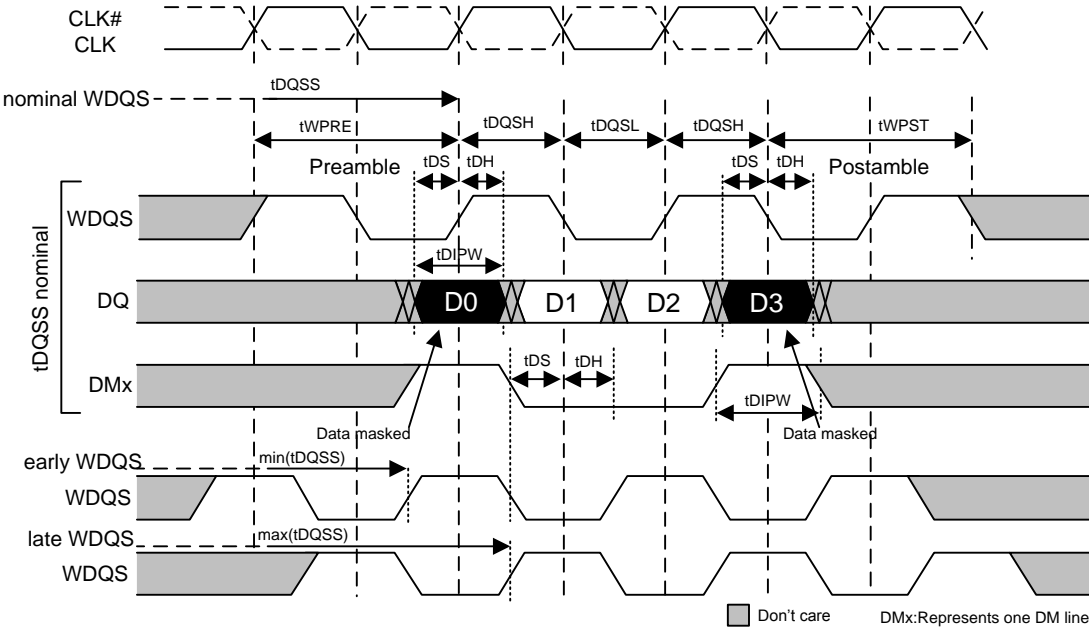 CLK#
CLK
nominal WDQS
tDQSS
tWPRE
tDQSH
tDQSL
tDQSH
tWPST
Preamble
tDS
tDH
tDS
tDH
Postamble
tDQSS nominal
WDQS
tDIPW
DQ
D0
D1
D2
D3
DMx
tDS
tDH
tDIPW
Data masked
Data masked
early WDQS
min(tDQSS)
WDQS
late WDQS
max(tDQSS)
WDQS
Don't care
DMx:Represents one DM line